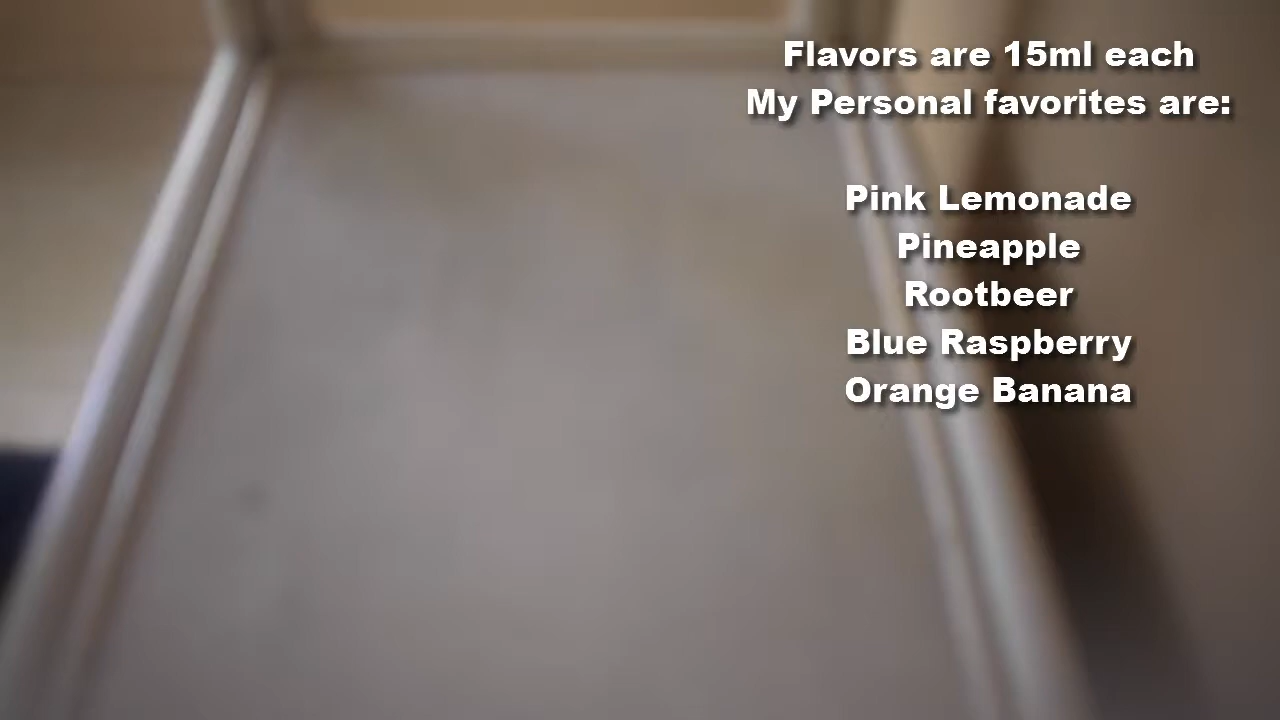 Flavors are 15ml each
My Personal favorites are:
Pink Lemonade
Pineapple
Rootbeer
Blue Raspberry
Orange Banana